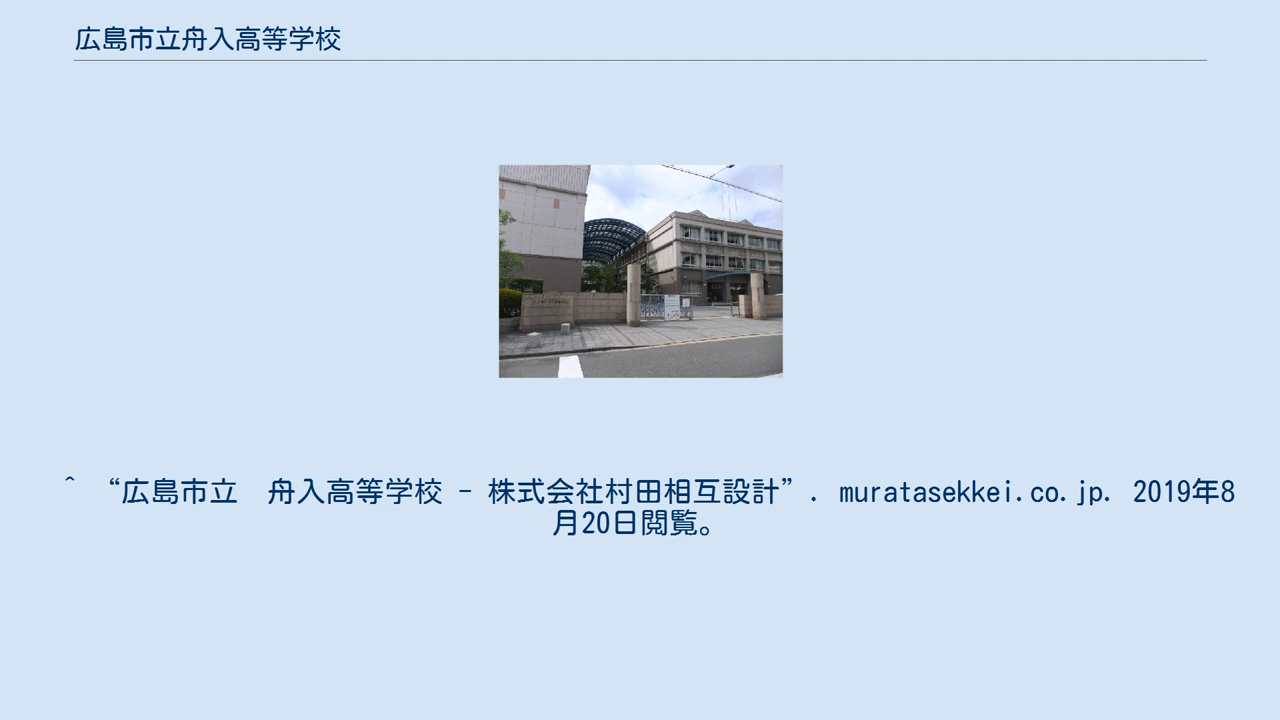 広島市立舟入高等学校
^ “広島市立　舟入高等学校 - 株式会社村田相互設計”. muratasekkei.co.jp. 2019年8
月20日閲覧。